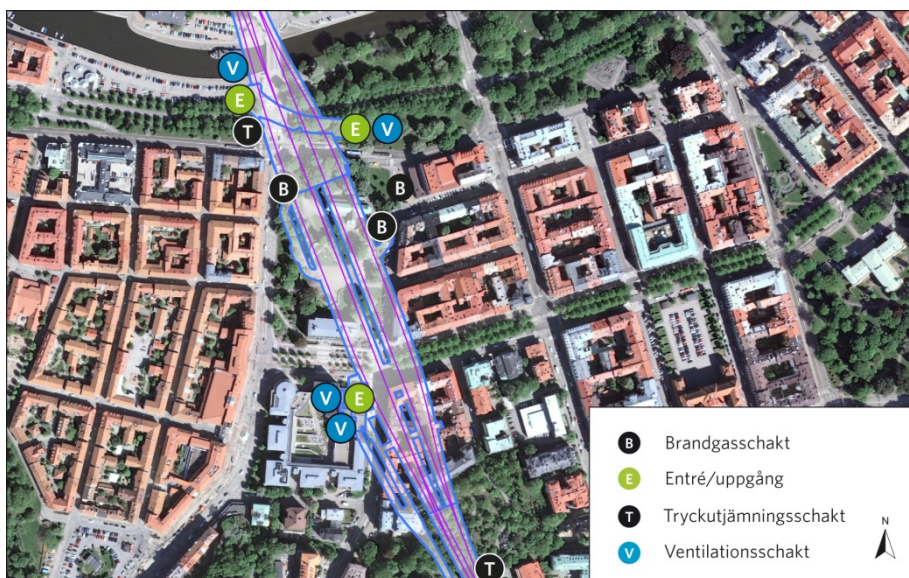 V
E
T
E V
B
B
B
V E
V
T
B Brandgasschakt
E Entré/uppgång
T Tryckutjämningsschakt
V Ventilationsschakt
N